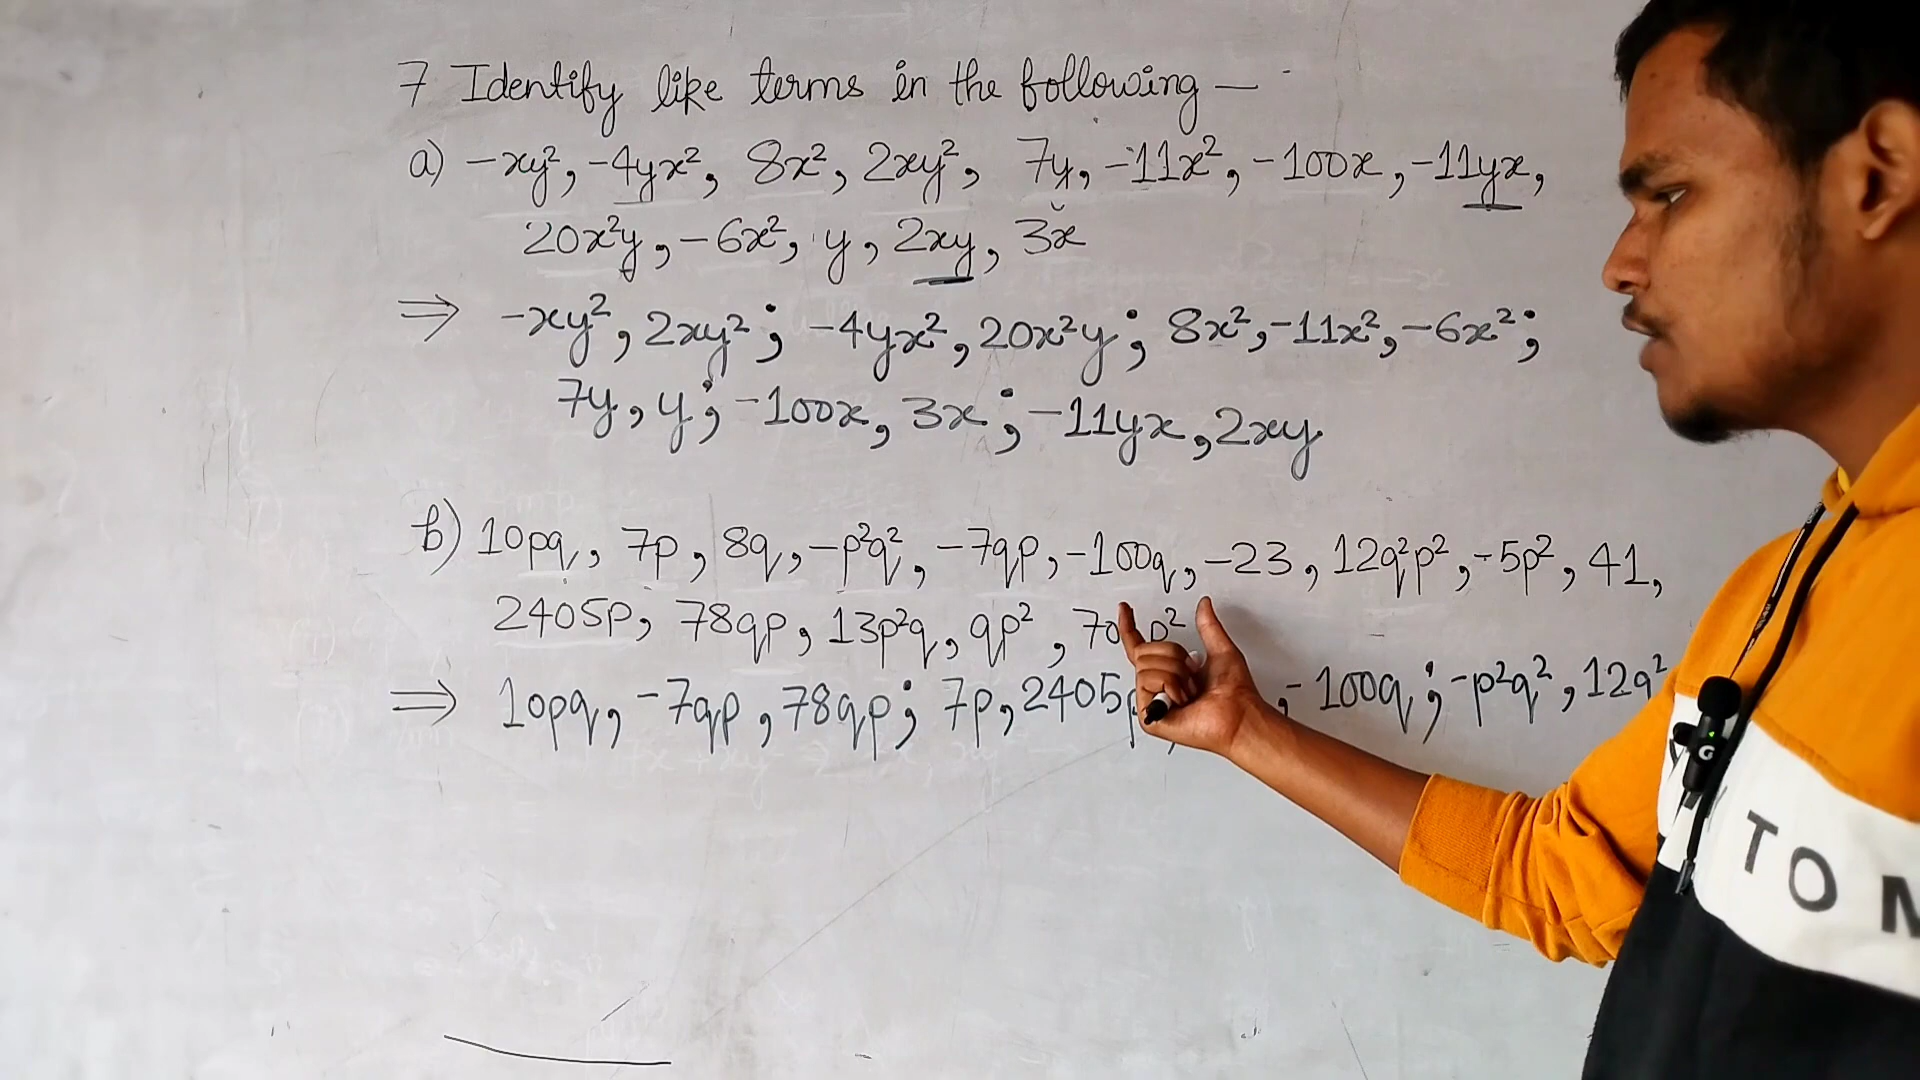 7 Identify like terms in the following —
a) -xy², -4yx², 8x², 2xy², 7y, -11x², -100x, -11yx,
20x²y, -6x², y, 2xy, 3x
⇒ -xy², 2xy²; -4yx², 20x²y; 8x², -11x², -6x²;
7y, y; -100x, 3x; -11yx, 2xy
b) 10pq, 7p, 8q, -p²q², -7qp, -100q, -23, 12q²p², -5p², 41,
2405p, 78qp, 13p²q, qp², 70 p²
⇒ 10pq, -7qp, 78qp; 7p, 2405p , -100q; -p²q², 12q²
TOM
G